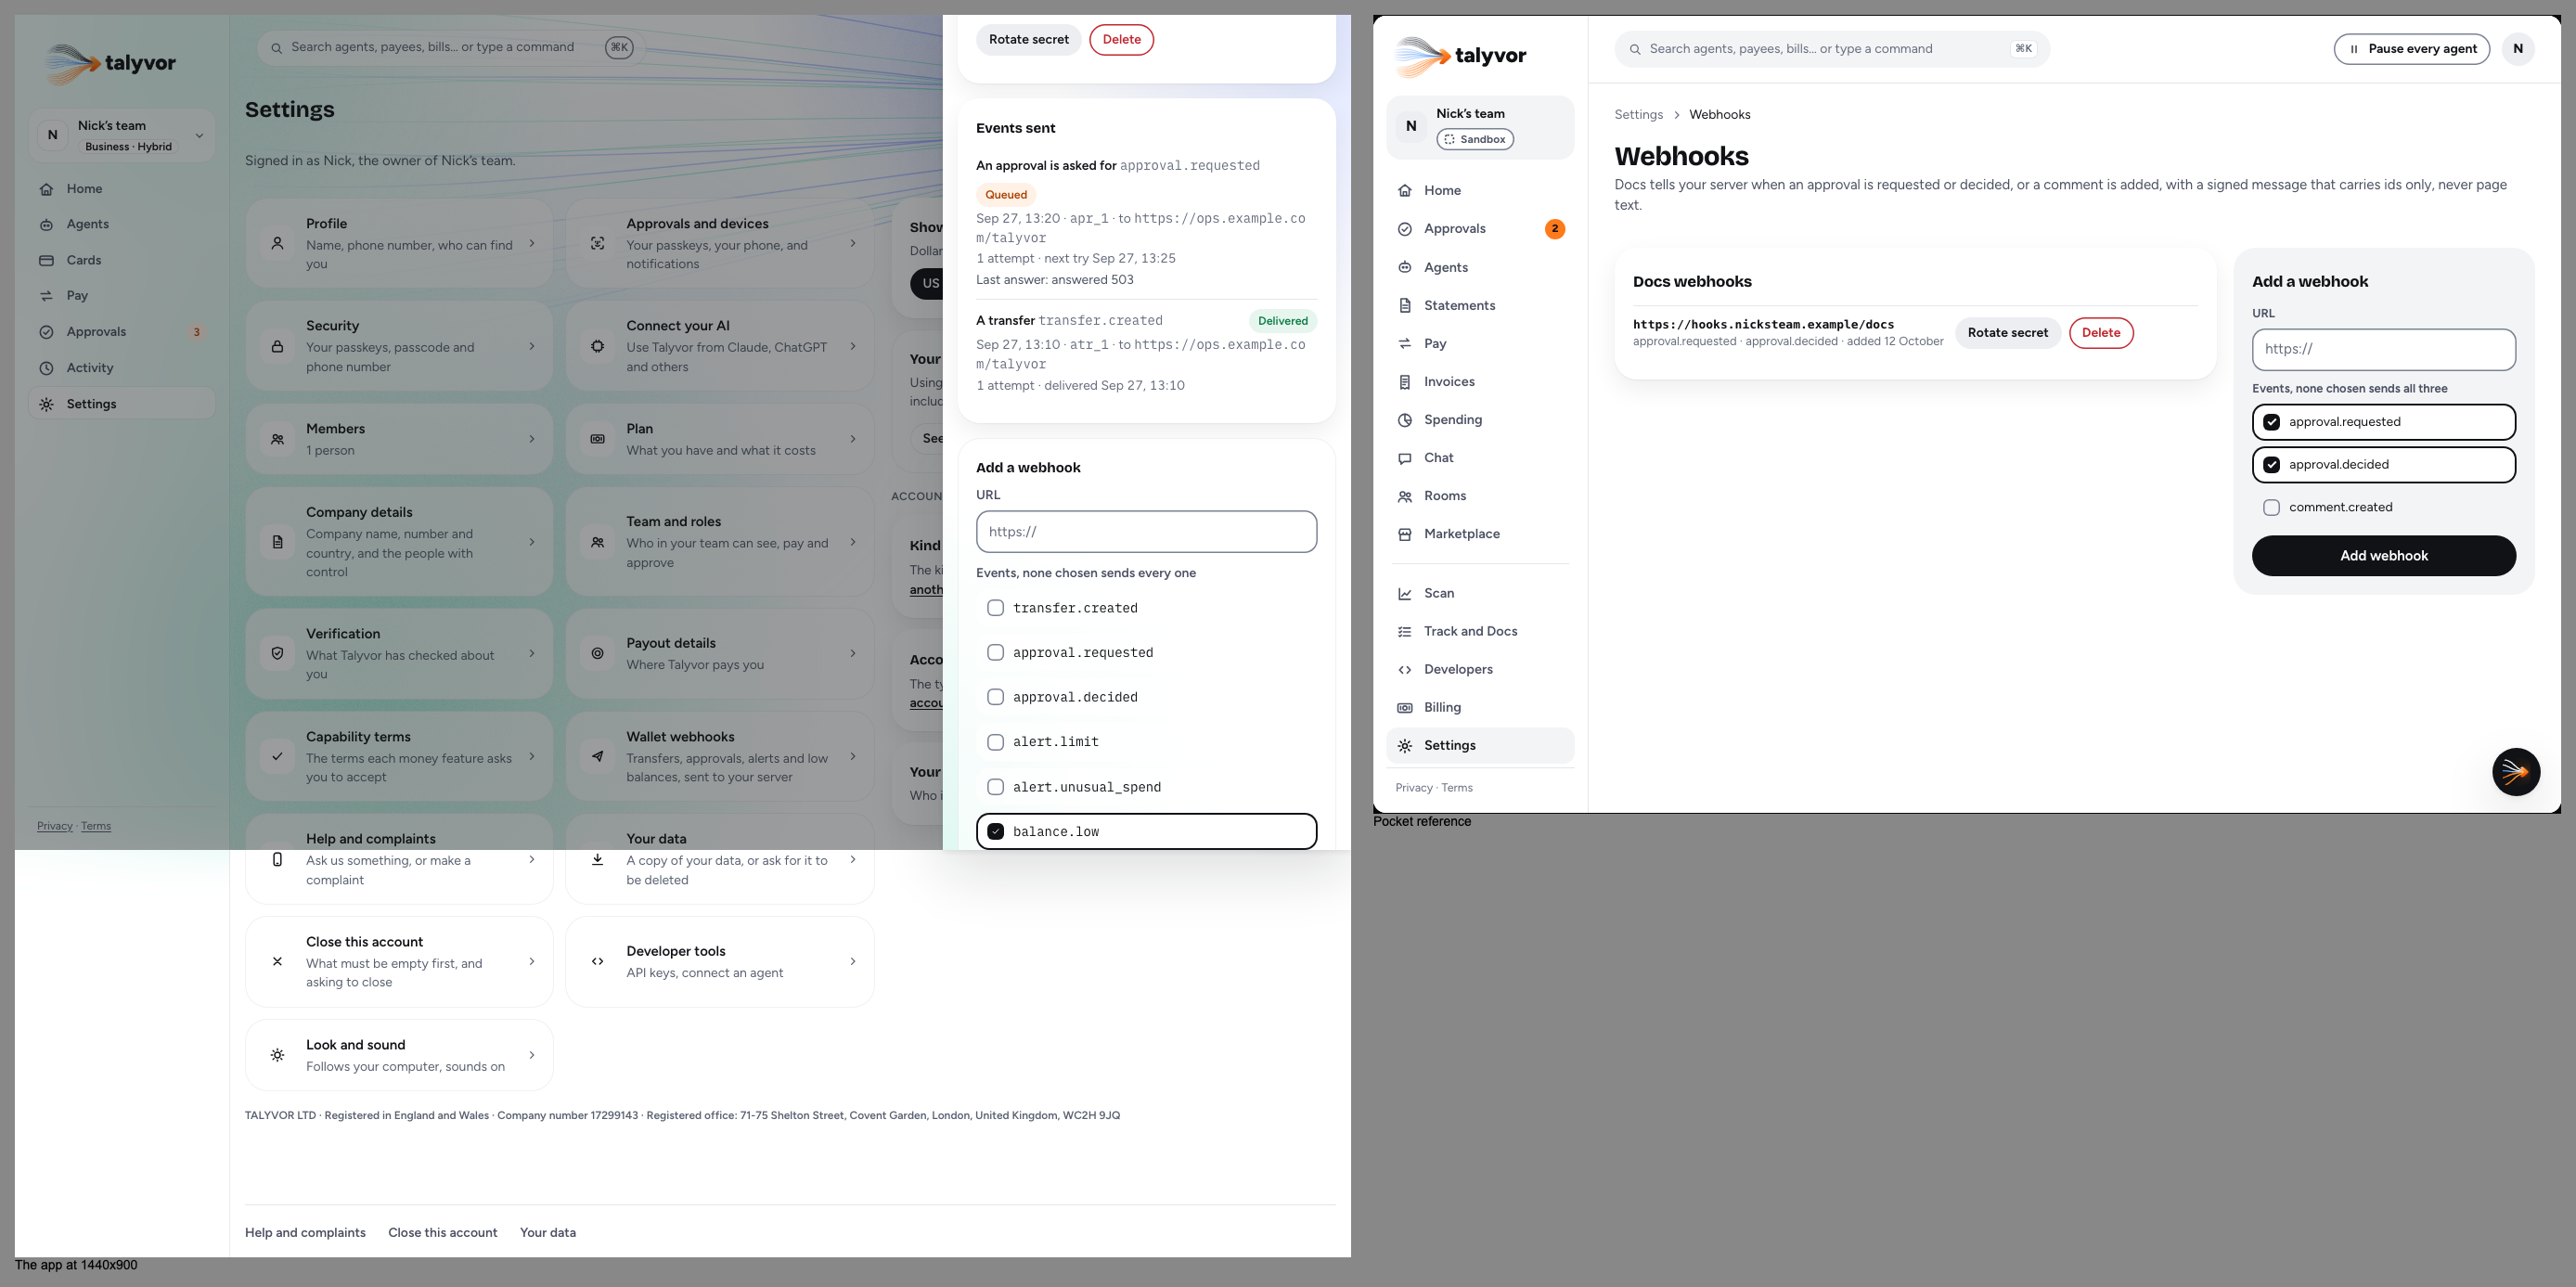 talyvor
Search agents, payees, bills... or type a command
⌘K
N
Nick's team
Business · Hybrid
Home
Agents
Cards
Pay
Approvals
3
Activity
Settings
Privacy · Terms
Settings
Signed in as Nick, the owner of Nick's team.
Profile
Name, phone number, who can find
you
Approvals and devices
Your passkeys, your phone, and
notifications
Security
Your passkeys, passcode and
phone number
Connect your AI
Use Talyvor from Claude, ChatGPT
and others
Members
1 person
Plan
What you have and what it costs
Company details
Company name, number and
country, and the people with
control
Team and roles
Who in your team can see, pay and
approve
Verification
What Talyvor has checked about
you
Payout details
Where Talyvor pays you
Capability terms
The terms each money feature asks
you to accept
Wallet webhooks
Transfers, approvals, alerts and low
balances, sent to your server
Help and complaints
Ask us something, or make a
complaint
Your data
A copy of your data, or ask for it to
be deleted
Close this account
What must be empty first, and
asking to close
Developer tools
API keys, connect an agent
Look and sound
Follows your computer, sounds on
Show
Dollar
US
Your
Using
includ
See
ACCOUN
Kind
The ki
anoth
Acco
The ty
accou
Your
Who i
TALYVOR LTD · Registered in England and Wales · Company number 17299143 · Registered office: 71-75 Shelton Street, Covent Garden, London, United Kingdom, WC2H 9JQ
Help and complaints
Close this account
Your data
The app at 1440x900
Rotate secret
Delete
Events sent
An approval is asked for approval.requested
Queued
Sep 27, 13:20 · apr_1 · to https://ops.example.co
m/talyvor
1 attempt · next try Sep 27, 13:25
Last answer: answered 503
A transfer transfer.created
Delivered
Sep 27, 13:10 · atr_1 · to https://ops.example.co
m/talyvor
1 attempt · delivered Sep 27, 13:10
Add a webhook
URL
https://
Events, none chosen sends every one
transfer.created
approval.requested
approval.decided
alert.limit
alert.unusual_spend
balance.low
talyvor
N
Nick's team
Sandbox
Home
Approvals
2
Agents
Statements
Pay
Invoices
Spending
Chat
Rooms
Marketplace
Scan
Track and Docs
Developers
Billing
Settings
Privacy · Terms
Search agents, payees, bills... or type a command
⌘K
Pause every agent
N
Settings
Webhooks
Webhooks
Docs tells your server when an approval is requested or decided, or a comment is added, with a signed message that carries ids only, never page
text.
Docs webhooks
https://hooks.nicksteam.example/docs
approval.requested · approval.decided · added 12 October
Rotate secret
Delete
Add a webhook
URL
https://
Events, none chosen sends all three
approval.requested
approval.decided
comment.created
Add webhook
Pocket reference